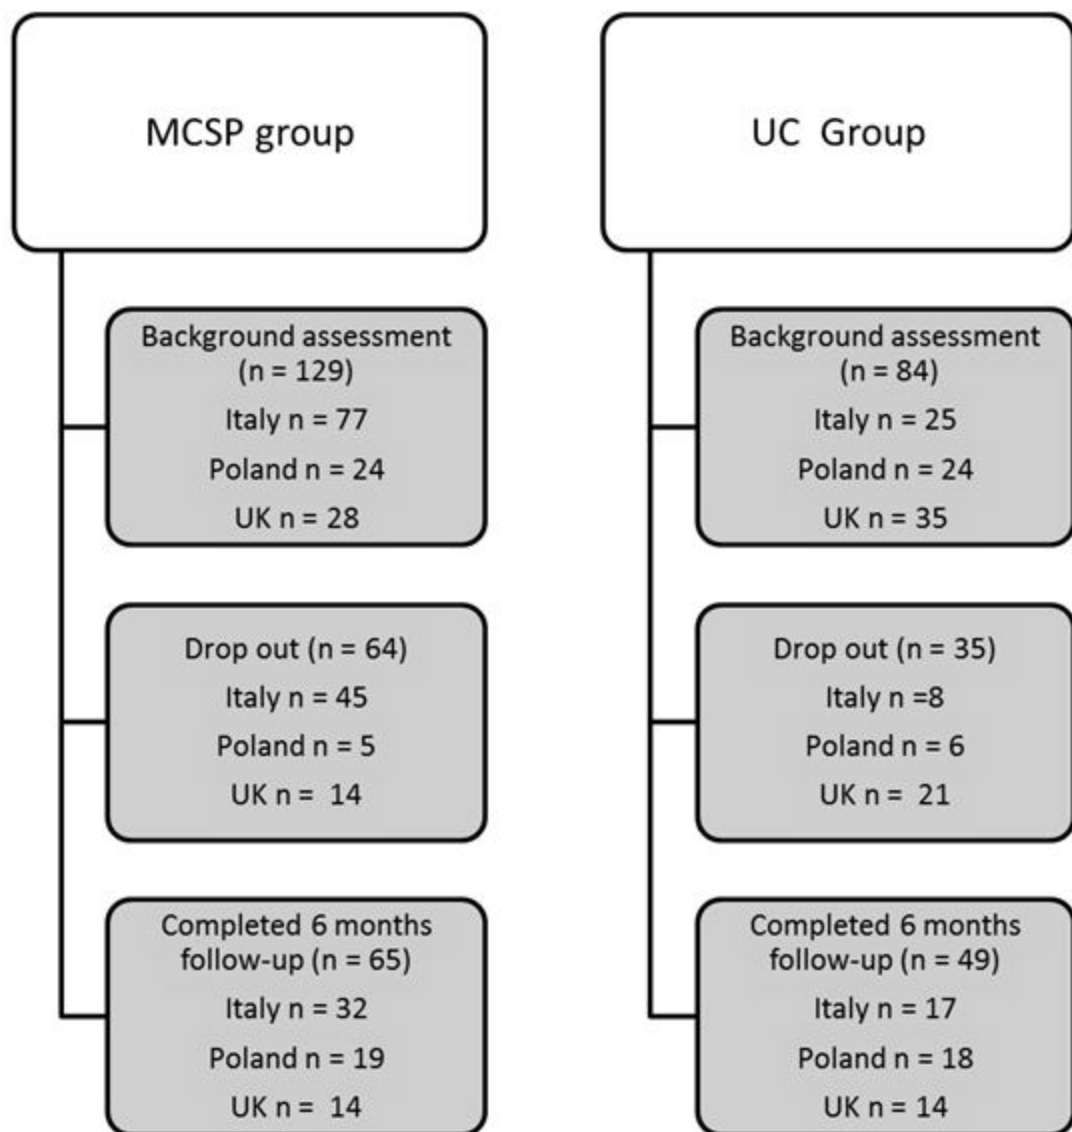 MCSP group
Background assessment
(n = 129)
Italy n = 77
Poland n = 24
UK n = 28
Drop out (n = 64)
Italy n = 45
Poland n = 5
UK n =  14
Completed 6 months
follow-up (n = 65)
Italy n = 32
Poland n = 19
UK n =  14
UC  Group
Background assessment
(n = 84)
Italy n = 25
Poland n = 24
UK n = 35
Drop out (n = 35)
Italy n =8
Poland n = 6
UK n =  21
Completed 6 months
follow-up (n = 49)
Italy n = 17
Poland n = 18
UK n = 14